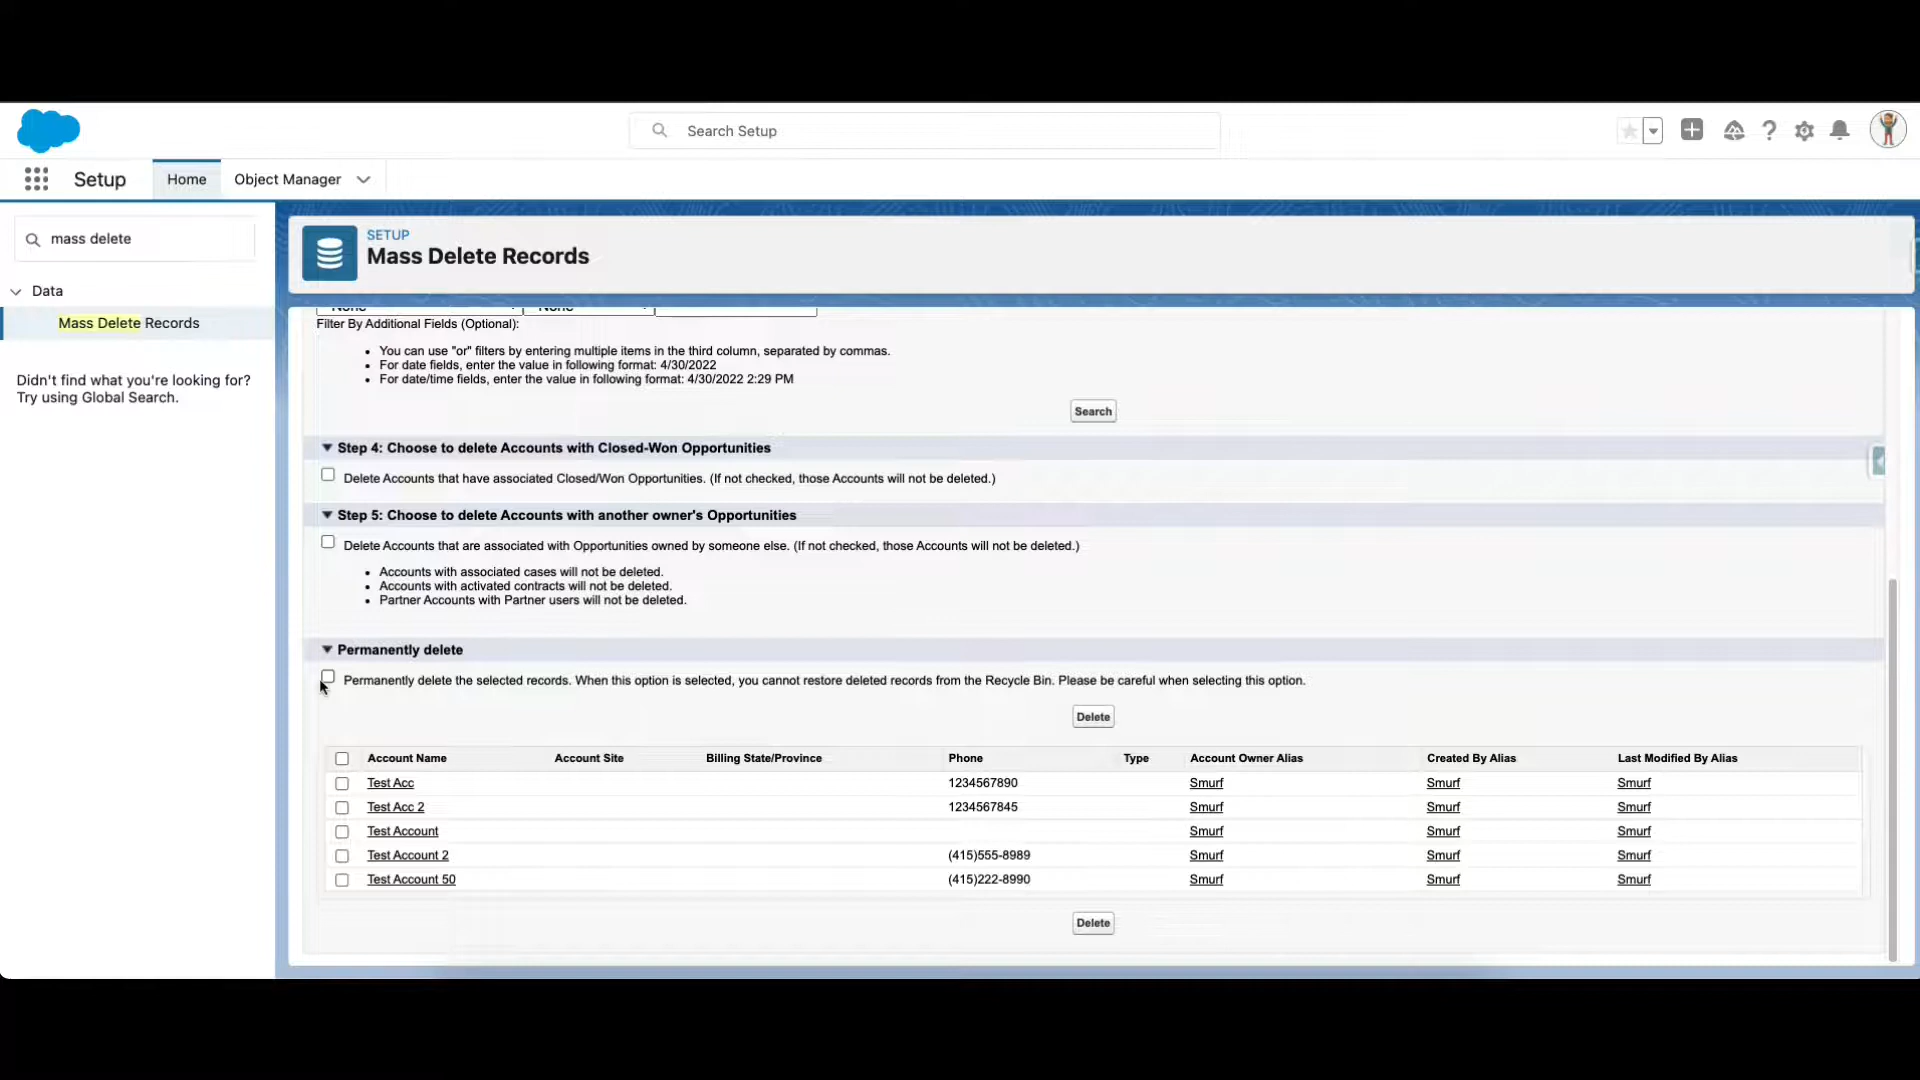 Search Setup
Setup
Home
Object Manager
mass delete
Data
Mass Delete Records
Didn't find what you're looking for?
Try using Global Search.
SETUP
Mass Delete Records
Filter By Additional Fields (Optional):
You can use "or" filters by entering multiple items in the third column, separated by commas.
For date fields, enter the value in following format: 4/30/2022
For date/time fields, enter the value in following format: 4/30/2022 2:29 PM
Search
Step 4: Choose to delete Accounts with Closed-Won Opportunities
Delete Accounts that have associated Closed/Won Opportunities. (If not checked, those Accounts will not be deleted.)
Step 5: Choose to delete Accounts with another owner's Opportunities
Delete Accounts that are associated with Opportunities owned by someone else. (If not checked, those Accounts will not be deleted.)
Accounts with associated cases will not be deleted.
Accounts with activated contracts will not be deleted.
Partner Accounts with Partner users will not be deleted.
Permanently delete
Permanently delete the selected records. When this option is selected, you cannot restore deleted records from the Recycle Bin. Please be careful when selecting this option.
Delete
Account Name Account Site Billing State/Province Phone Type Account Owner Alias Created By Alias Last Modified By Alias
Test Acc 1234567890 Smurf Smurf Smurf
Test Acc 2 1234567845 Smurf Smurf Smurf
Test Account Smurf Smurf Smurf
Test Account 2 (415)555-8989 Smurf Smurf Smurf
Test Account 50 (415)222-8990 Smurf Smurf Smurf
Delete